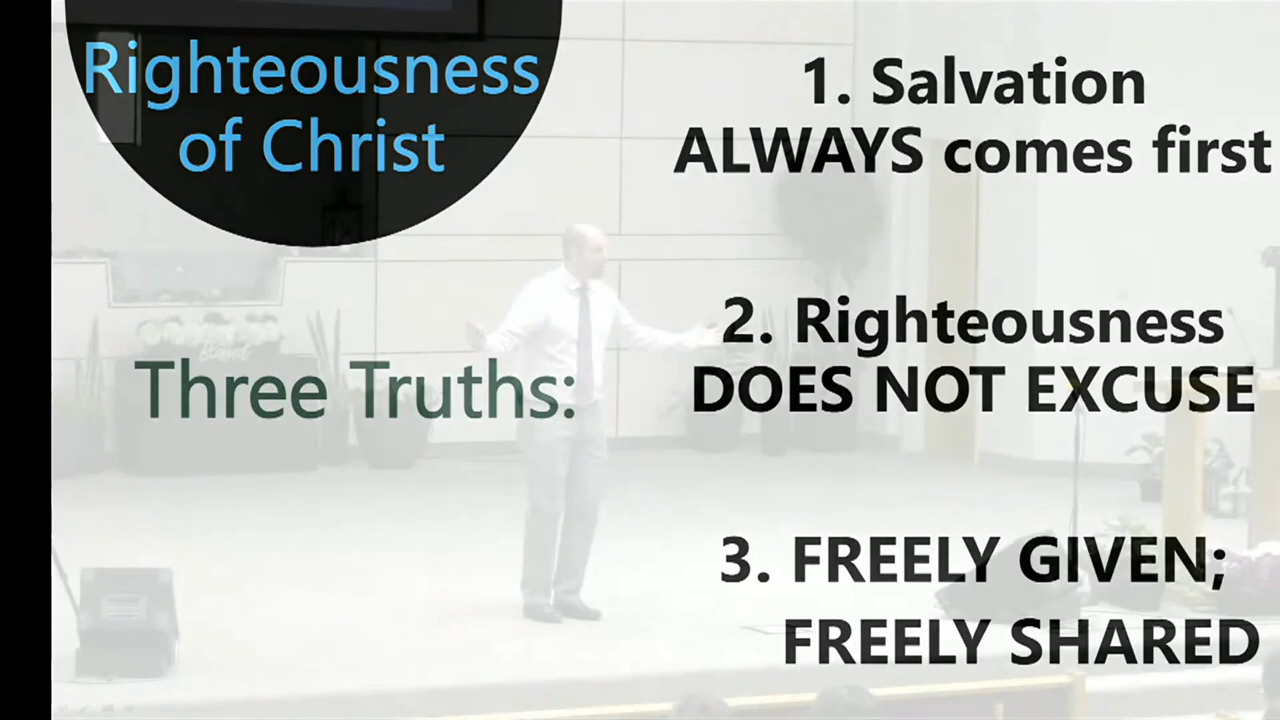 Righteousness
of Christ
Three Truths:
1. Salvation
ALWAYS comes first
2. Righteousness
DOES NOT EXCUSE
3. FREELY GIVEN;
FREELY SHARED